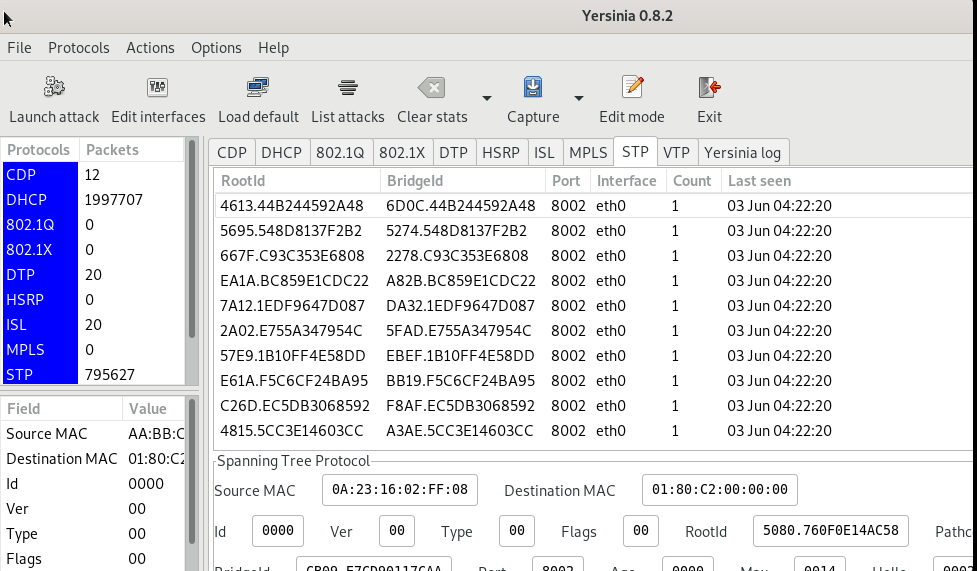 Yersinia 0.8.2
File Protocols Actions Options Help
Launch attack Edit interfaces Load default List attacks Clear stats Capture Edit mode Exit
Protocols Packets
CDP 12
DHCP 1997707
802.1Q 0
802.1X 0
DTP 20
HSRP 0
ISL 20
MPLS 0
STP 795627
Field Value
Source MAC AA:BB:C
Destination MAC 01:80:C2
Id 0000
Ver 00
Type 00
Flags 00
CDP DHCP 802.1Q 802.1X DTP HSRP ISL MPLS STP VTP Yersinia log
RootId BridgeId Port Interface Count Last seen
4613.44B244592A48 6D0C.44B244592A48 8002 eth0 1 03 Jun 04:22:20
5695.548D8137F2B2 5274.548D8137F2B2 8002 eth0 1 03 Jun 04:22:20
667F.C93C353E6808 2278.C93C353E6808 8002 eth0 1 03 Jun 04:22:20
EA1A.BC859E1CDC22 A82B.BC859E1CDC22 8002 eth0 1 03 Jun 04:22:20
7A12.1EDF9647D087 DA32.1EDF9647D087 8002 eth0 1 03 Jun 04:22:20
2A02.E755A347954C 5FAD.E755A347954C 8002 eth0 1 03 Jun 04:22:20
57E9.1B10FF4E58DD EBEF.1B10FF4E58DD 8002 eth0 1 03 Jun 04:22:20
E61A.F5C6CF24BA95 BB19.F5C6CF24BA95 8002 eth0 1 03 Jun 04:22:20
C26D.EC5DB3068592 F8AF.EC5DB3068592 8002 eth0 1 03 Jun 04:22:20
4815.5CC3E14603CC A3AE.5CC3E14603CC 8002 eth0 1 03 Jun 04:22:20
Spanning Tree Protocol
Source MAC 0A:23:16:02:FF:08 Destination MAC 01:80:C2:00:00:00
Id 0000 Ver 00 Type 00 Flags 00 RootId 5080.760F0E14AC58 Pathc
BridgeId Port 8002 Age 0000 Max 0014 Hello